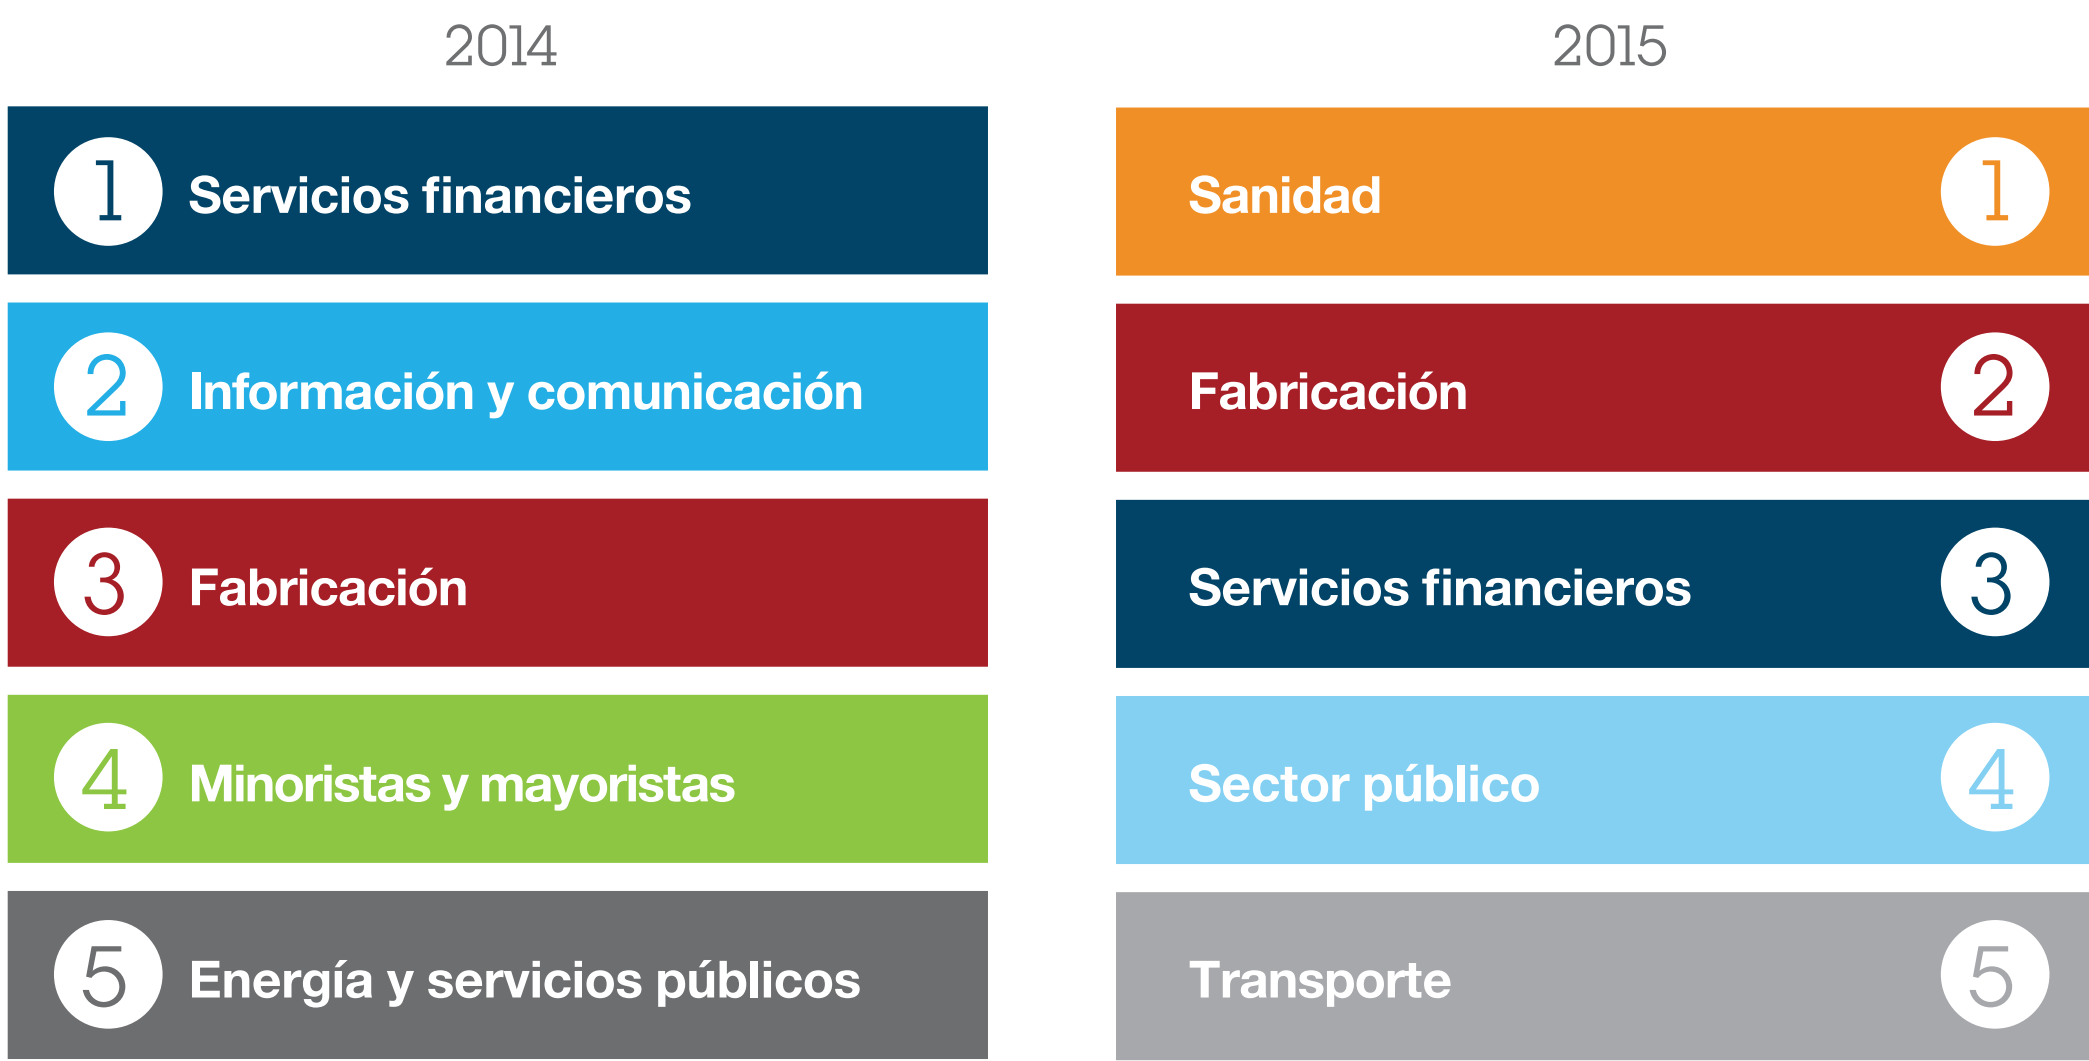 2014
1 Servicios financieros
2 Información y comunicación
3 Fabricación
4 Minoristas y mayoristas
5 Energía y servicios públicos
2015
Sanidad 1
Fabricación 2
Servicios financieros 3
Sector público 4
Transporte 5